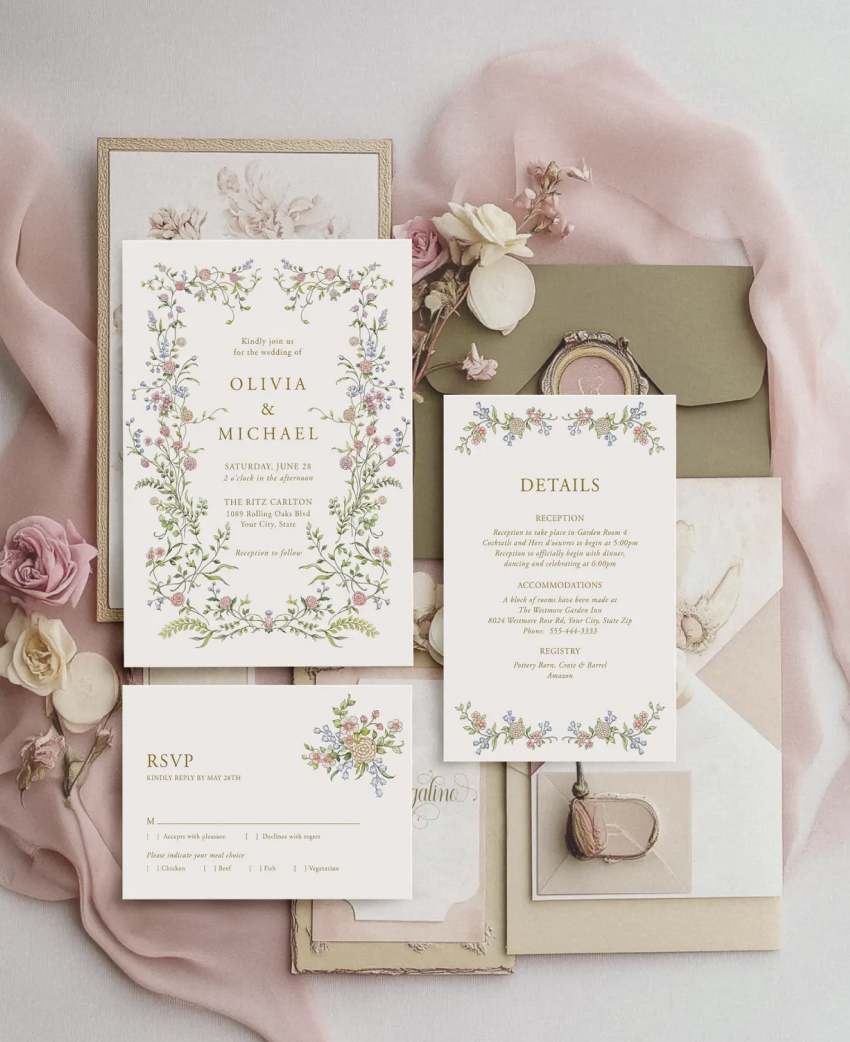 Kindly join us
for the wedding of
OLIVIA
&
MICHAEL
SATURDAY, JUNE 28
2 o'clock in the afternoon
THE RITZ CARLTON
1089 Rolling Oaks Blvd
Your City, State
Reception to follow
DETAILS
RECEPTION
Reception to take place in Garden Room 4
Cocktails and Hors d'oeuvres to begin at 5:00pm
Reception to officially begin with dinner,
dancing and celebrating at 6:00pm
ACCOMMODATIONS
A block of rooms have been made at
The Westmore Garden Inn
8024 Westmore Rose Rd, Your City, State Zip
Phone: 555-444-3333
REGISTRY
Pottery Barn, Crate & Barrel
Amazon
RSVP
KINDLY REPLY BY MAY 28TH
M
[ ] Accepts with pleasure [ ] Declines with regret
Please indicate your meal choice
[ ] Chicken [ ] Beef [ ] Fish [ ] Vegetarian